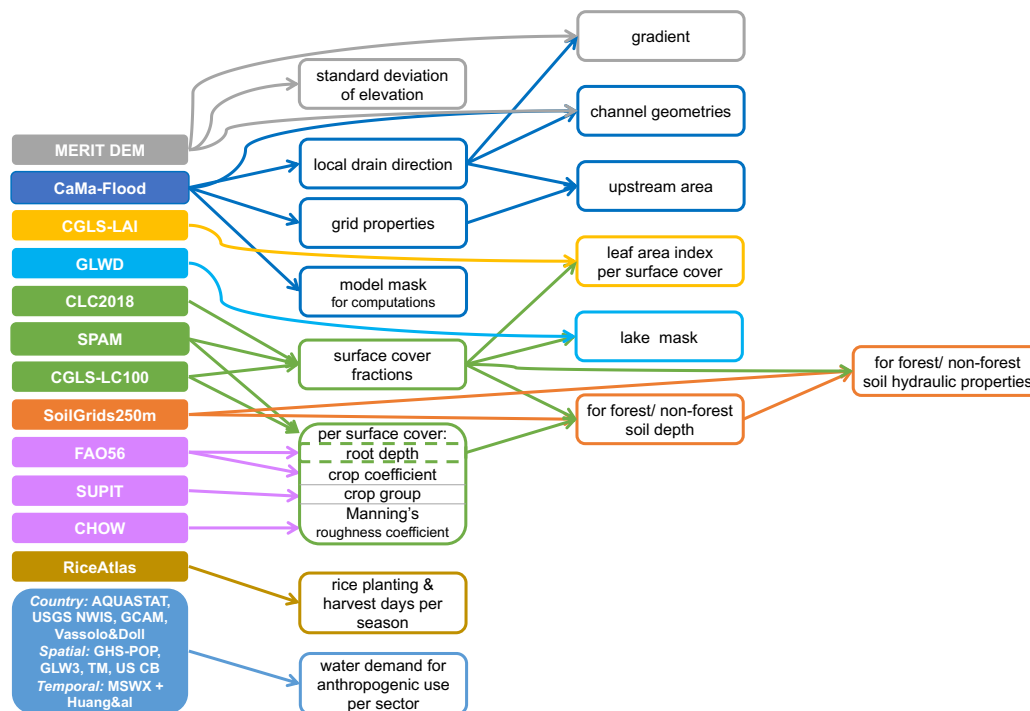 gradient
standard deviation
of elevation
channel geometries
MERIT DEM
local drain direction
CaMa-Flood
upstream area
CGLS-LAI
grid properties
leaf area index
per surface cover
GLWD
model mask
for computations
CLC2018
SPAM
surface cover
fractions
lake mask
CGLS-LC100
for forest/ non-forest
soil hydraulic properties
SoilGrids250m
for forest/ non-forest
soil depth
per surface cover:
root depth
crop coefficient
crop group
Manning's
roughness coefficient
FAO56
SUPIT
CHOW
RiceAtlas
rice planting &
harvest days per
season
Country: AQUASTAT,
USGS NWIS, GCAM,
Vassolo&Doll
Spatial: GHS-POP,
GLW3, TM, US CB
Temporal: MSWX +
Huang&al
water demand for
anthropogenic use
per sector